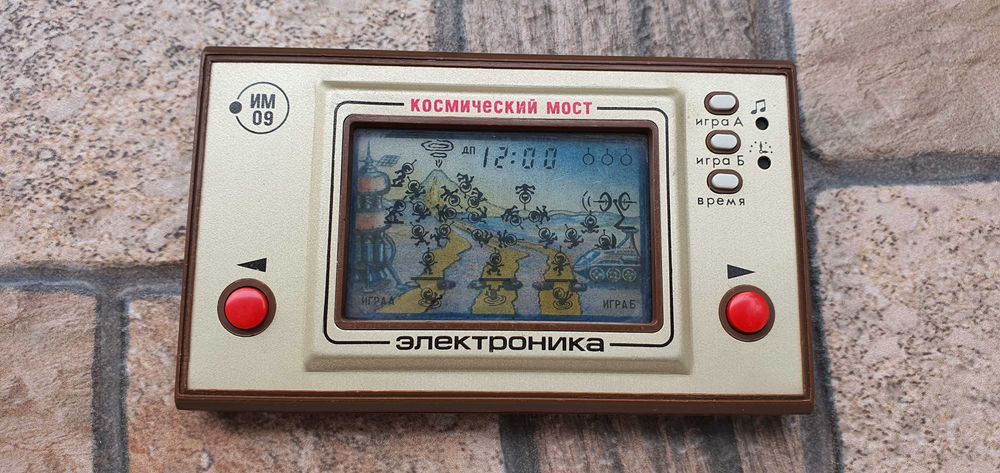 ИМ
09
КОСМИЧЕСКИЙ МОСТ
игра А
игра Б
время
ДП 12:00
ИГРА А
ИГРА Б
электроника